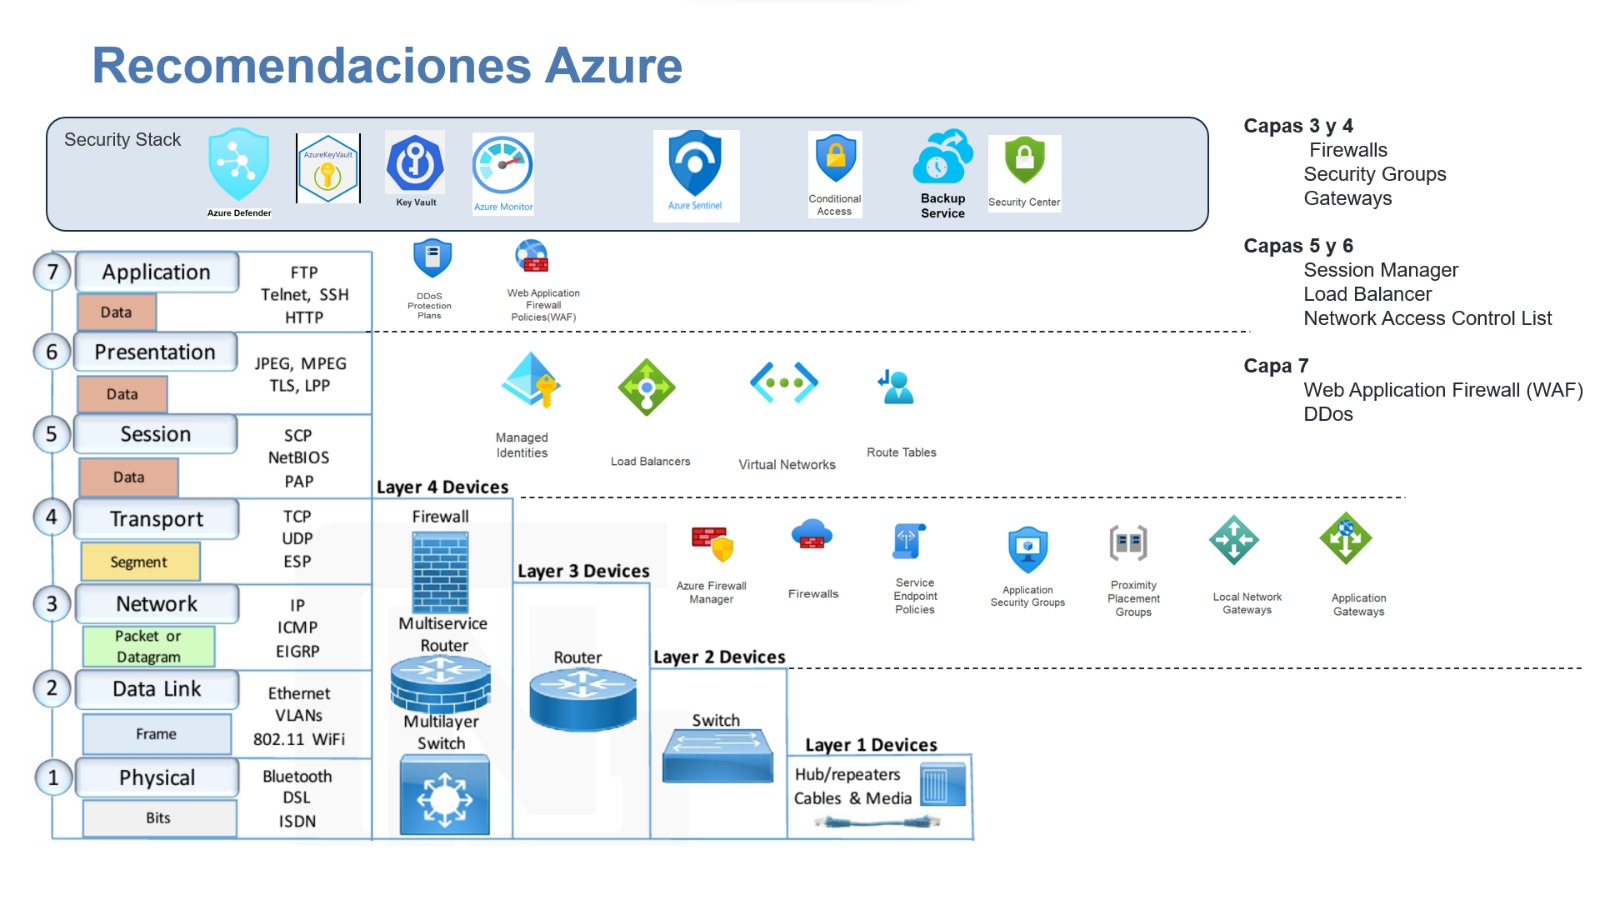 Recomendaciones Azure
Security Stack
Azure Defender
AzureKeyVault
Key Vault
Azure Monitor
Azure Sentinel
Conditional
Access
Backup
Service
Security Center
Capas 3 y 4
Firewalls
Security Groups
Gateways
Capas 5 y 6
Session Manager
Load Balancer
Network Access Control List
Capa 7
Web Application Firewall (WAF)
DDos
7
Application
Data
FTP
Telnet, SSH
HTTP
DDoS
Protection
Plans
Web Application
Firewall
Policies(WAF)
6
Presentation
Data
JPEG, MPEG
TLS, LPP
5
Session
Data
SCP
NetBIOS
PAP
Managed
Identities
Load Balancers
Virtual Networks
Route Tables
4
Transport
Segment
TCP
UDP
ESP
3
Network
Packet or
Datagram
IP
ICMP
EIGRP
2
Data Link
Frame
Ethernet
VLANs
802.11 WiFi
1
Physical
Bits
Bluetooth
DSL
ISDN
Layer 4 Devices
Firewall
Multiservice
Router
Multilayer
Switch
Layer 3 Devices
Router
Layer 2 Devices
Switch
Layer 1 Devices
Hub/repeaters
Cables & Media
Azure Firewall
Manager
Firewalls
Service
Endpoint
Policies
Application
Security Groups
Proximity
Placement
Groups
Local Network
Gateways
Application
Gateways